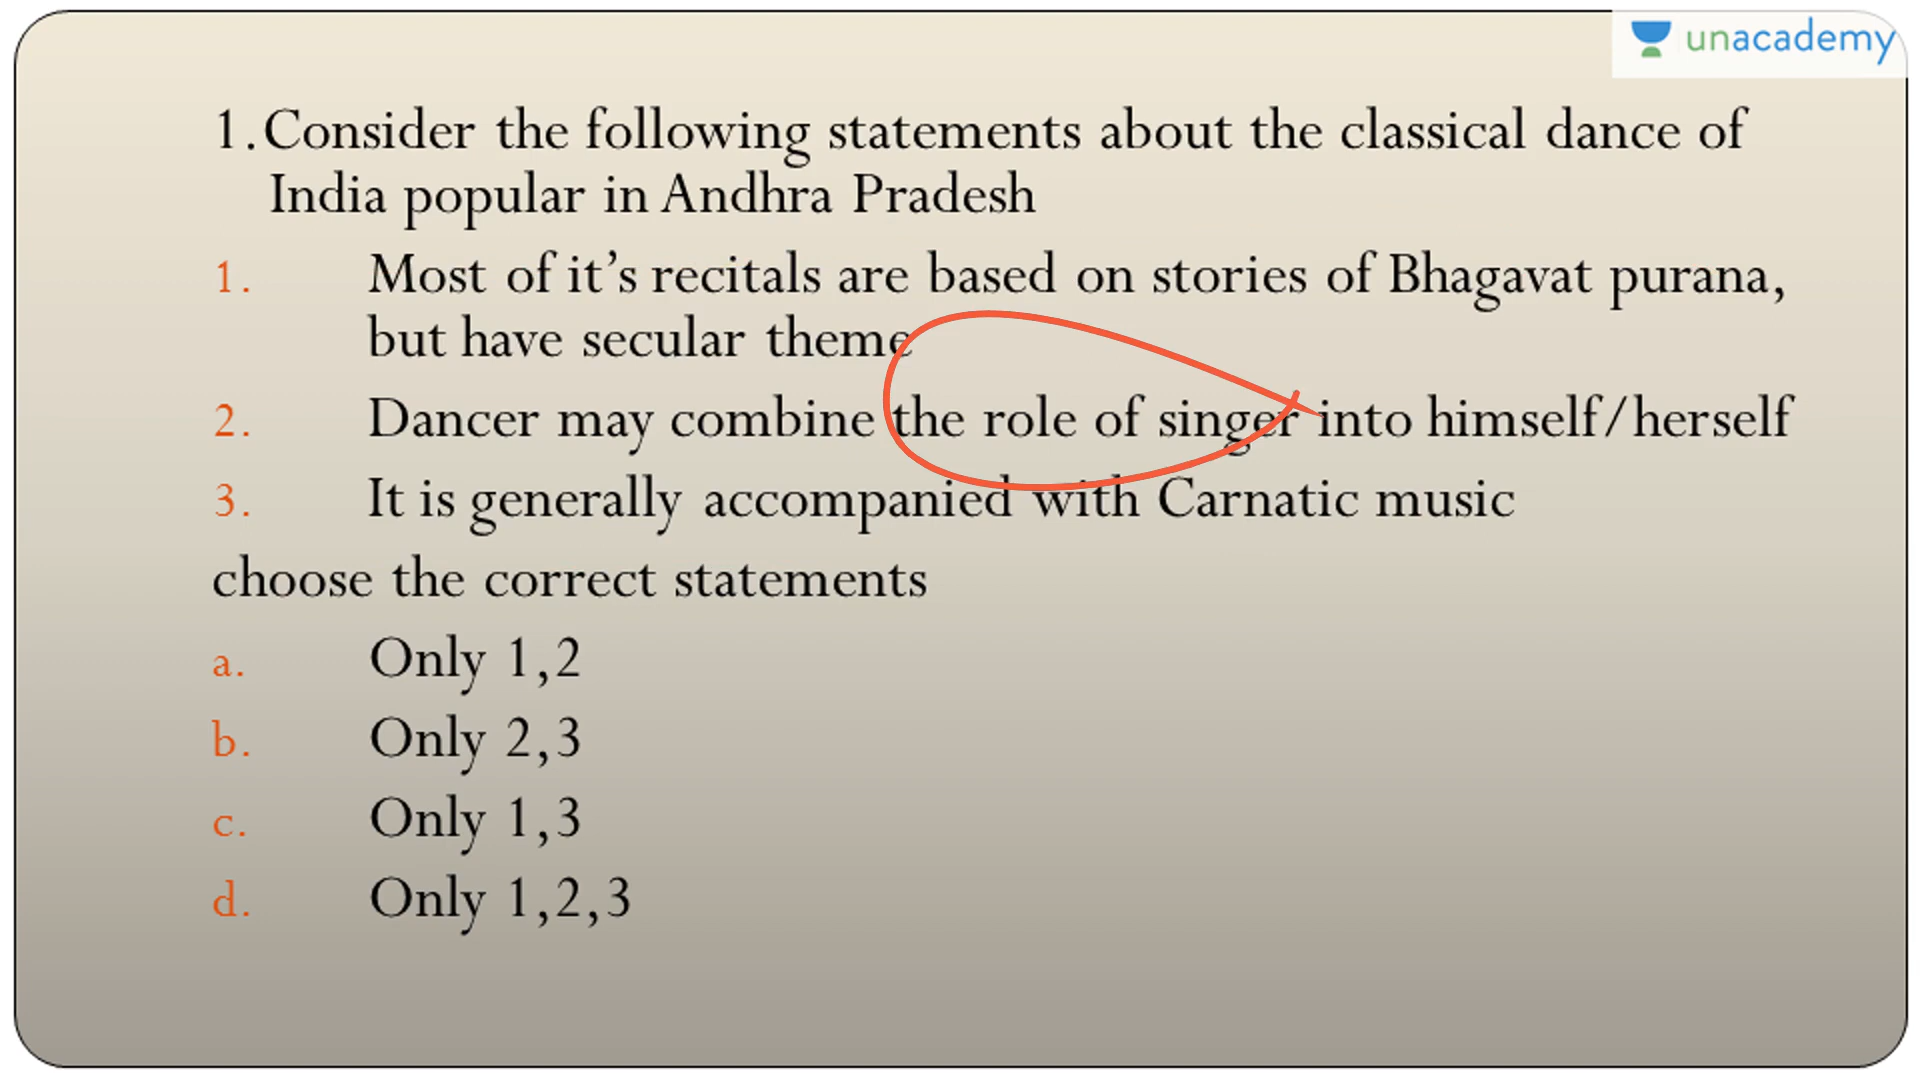 unacademy
1. Consider the following statements about the classical dance of
India popular in Andhra Pradesh
1. Most of it's recitals are based on stories of Bhagavat purana,
but have secular theme
2. Dancer may combine the role of singer into himself/herself
3. It is generally accompanied with Carnatic music
choose the correct statements
a. Only 1,2
b. Only 2,3
c. Only 1,3
d. Only 1,2,3